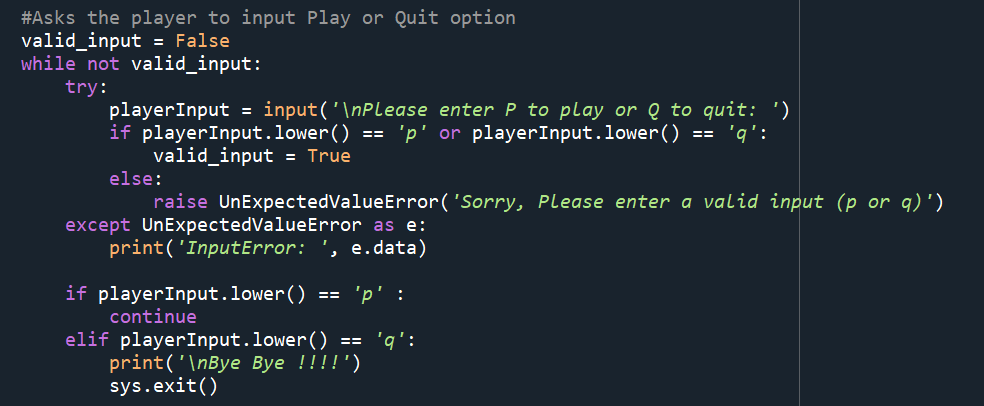 #Asks the player to input Play or Quit option
valid_input = False
while not valid_input:
    try:
        playerInput = input('\nPlease enter P to play or Q to quit: ')
        if playerInput.lower() == 'p' or playerInput.lower() == 'q':
            valid_input = True
        else:
            raise UnExpectedValueError('Sorry, Please enter a valid input (p or q)')
    except UnExpectedValueError as e:
        print('InputError: ', e.data)

    if playerInput.lower() == 'p' :
        continue
    elif playerInput.lower() == 'q':
        print('\nBye Bye !!!!')
        sys.exit()